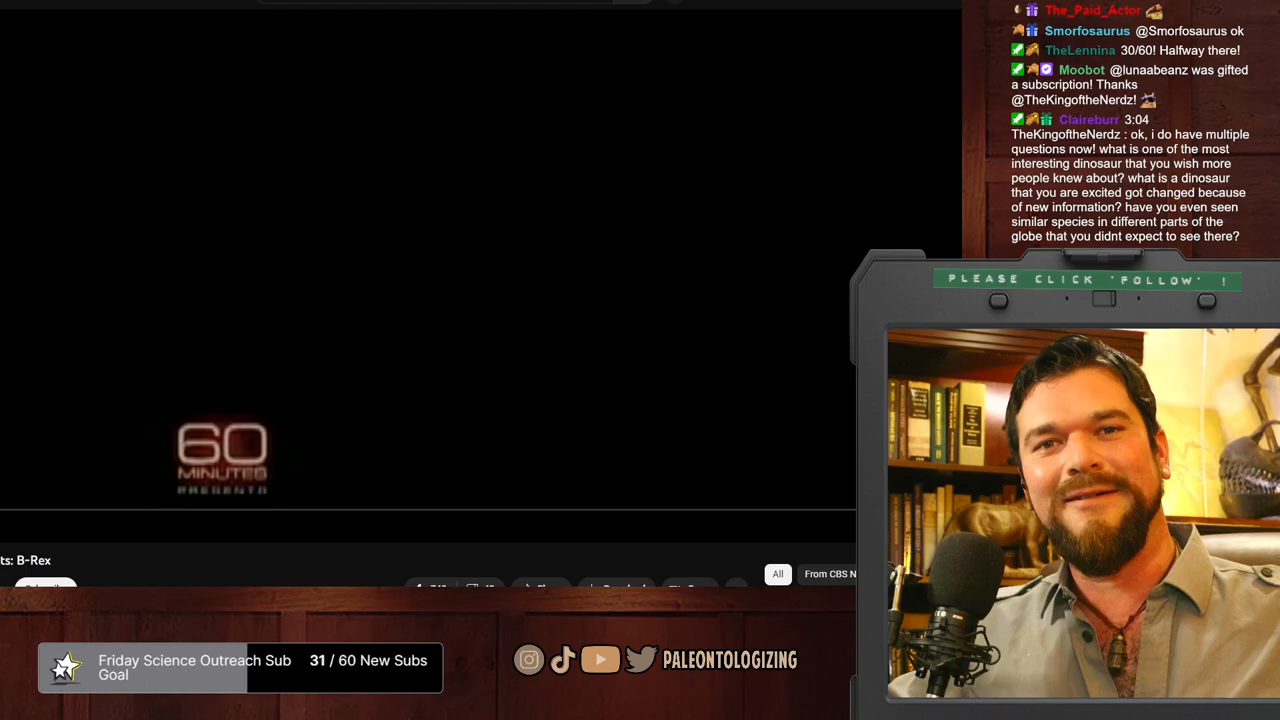 The_Paid_Actor
Smorfosaurus @Smorfosaurus ok
TheLennina 30/60! Halfway there!
Moobot @lunaabeanz was gifted
a subscription! Thanks
@TheKingoftheNerdz!
Claireburr 3:04
TheKingoftheNerdz : ok, i do have multiple
questions now! what is one of the most
interesting dinosaur that you wish more
people knew about? what is a dinosaur
that you are excited got changed because
of new information? have you even seen
similar species in different parts of the
globe that you didnt expect to see there?
PLEASE CLICK 'FOLLOW' !
60
MINUTES
PRESENTS
ts: B-Rex
All
From CBS N
Friday Science Outreach Sub
Goal
31 / 60 New Subs
PALEONTOLOGIZING